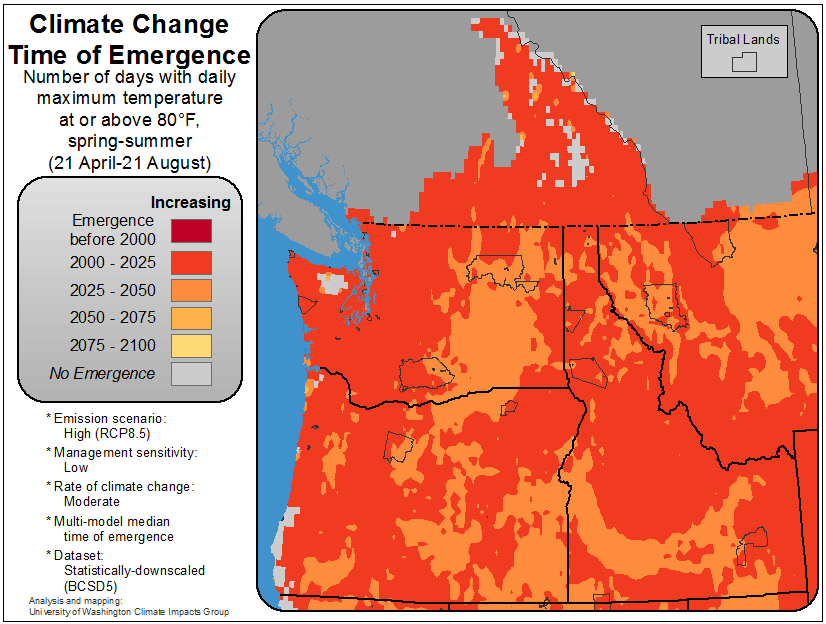 Climate Change
Time of Emergence
Number of days with daily
maximum temperature
at or above 80°F,
spring-summer
(21 April-21 August)
Increasing
Emergence
before 2000
2000 - 2025
2025 - 2050
2050 - 2075
2075 - 2100
No Emergence
* Emission scenario:
High (RCP8.5)
* Management sensitivity:
Low
* Rate of climate change:
Moderate
* Multi-model median
time of emergence
* Dataset:
Statistically-downscaled
(BCSD5)
Analysis and mapping:
University of Washington Climate Impacts Group
Tribal Lands